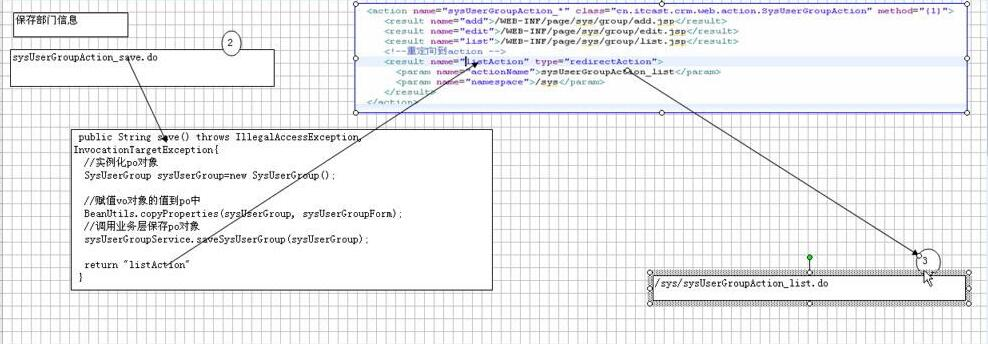 保存部门信息
2
sysUserGroupAction_save.do
<action name="sysUserGroupAction_*" class="cn.itcast.crm.web.action.SysUserGroupAction" method="{1}">
<result name="add">/WEB-INF/page/sys/group/add.jsp</result>
<result name="edit">/WEB-INF/page/sys/group/edit.jsp</result>
<result name="list">/WEB-INF/page/sys/group/list.jsp</result>
<!--重定向到action -->
<result name="listAction" type="redirectAction">
<param name="actionName">sysUserGroupAction_list</param>
<param name="namespace">/sys</param>
</result>
</action>
public String save() throws IllegalAccessException,
InvocationTargetException{
//实例化po对象
SysUserGroup sysUserGroup=new SysUserGroup();
//赋值vo对象的值到po中
BeanUtils.copyProperties(sysUserGroup, sysUserGroupForm);
//调用业务层保存po对象
sysUserGroupService.saveSysUserGroup(sysUserGroup);
return "listAction"
}
3
/sys/sysUserGroupAction_list.do